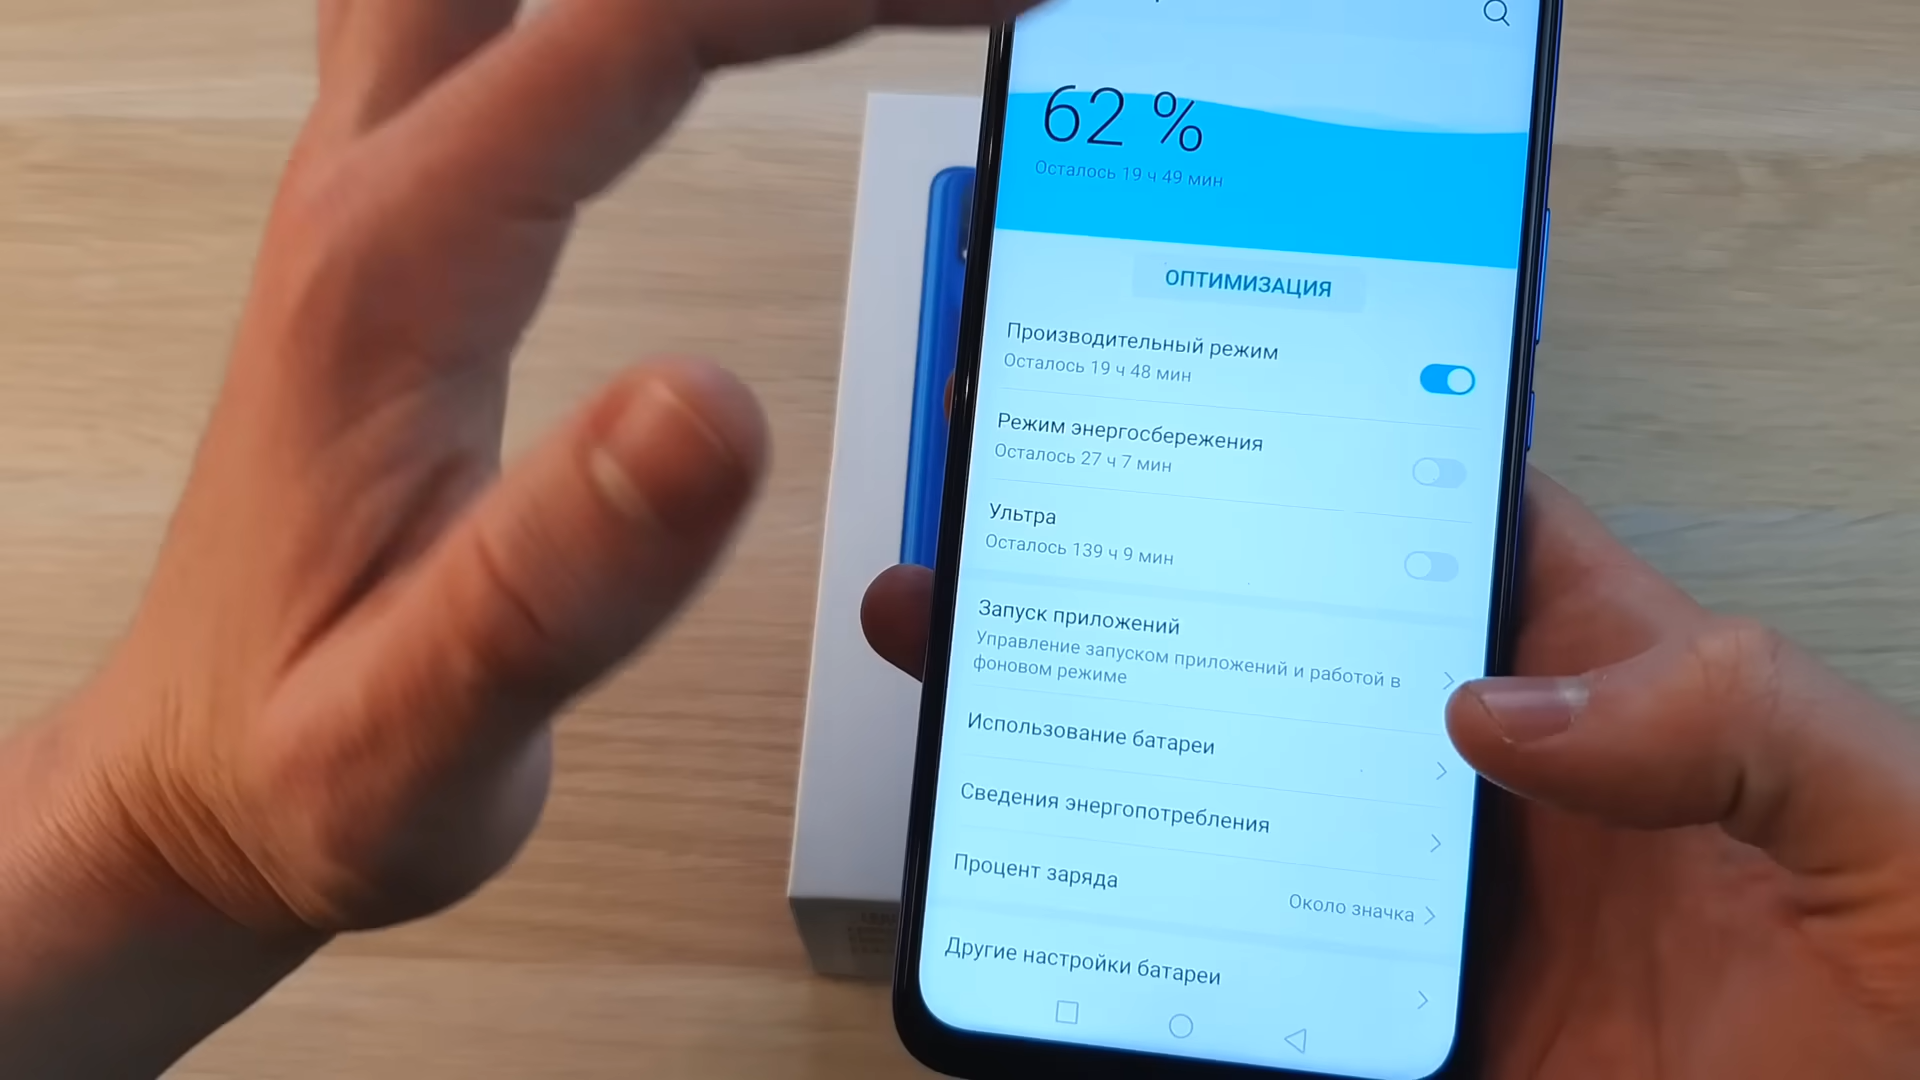 62 %
Осталось 19 ч 49 мин
ОПТИМИЗАЦИЯ
Производительный режим
Осталось 19 ч 48 мин
Режим энергосбережения
Осталось 27 ч 7 мин
Ультра
Осталось 139 ч 9 мин
Запуск приложений
Управление запуском приложений и работой в
фоновом режиме
Использование батареи
Сведения энергопотребления
Процент заряда
Около значка
Другие настройки батареи